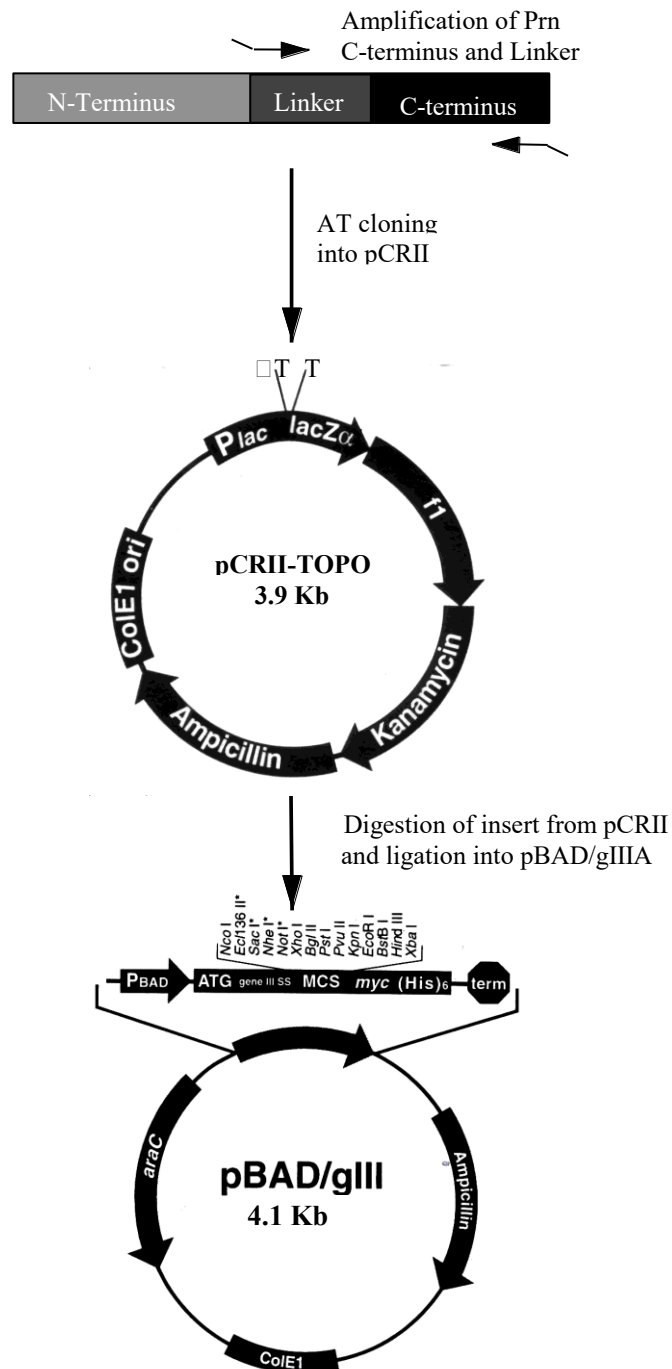 Amplification of Prn
C-terminus and Linker
N-Terminus Linker C-terminus
AT cloning
into pCRII
□T T
Plac lacZα
f1
ColE1 ori
pCRII-TOPO
3.9 Kb
Kanamycin
Ampicillin
Digestion of insert from pCRII
and ligation into pBAD/gIIIA
Nco I
Ecl136 II*
Sac I*
Nhe I*
Not I*
Xho I
Bgl II
Pst I
Pvu II
Kpn I
EcoR I
BstB I
Hind III
Xba I
PBAD ATG gene III SS MCS myc (His)6 term
araC
pBAD/gIII
4.1 Kb
Ampicillin
ColE1